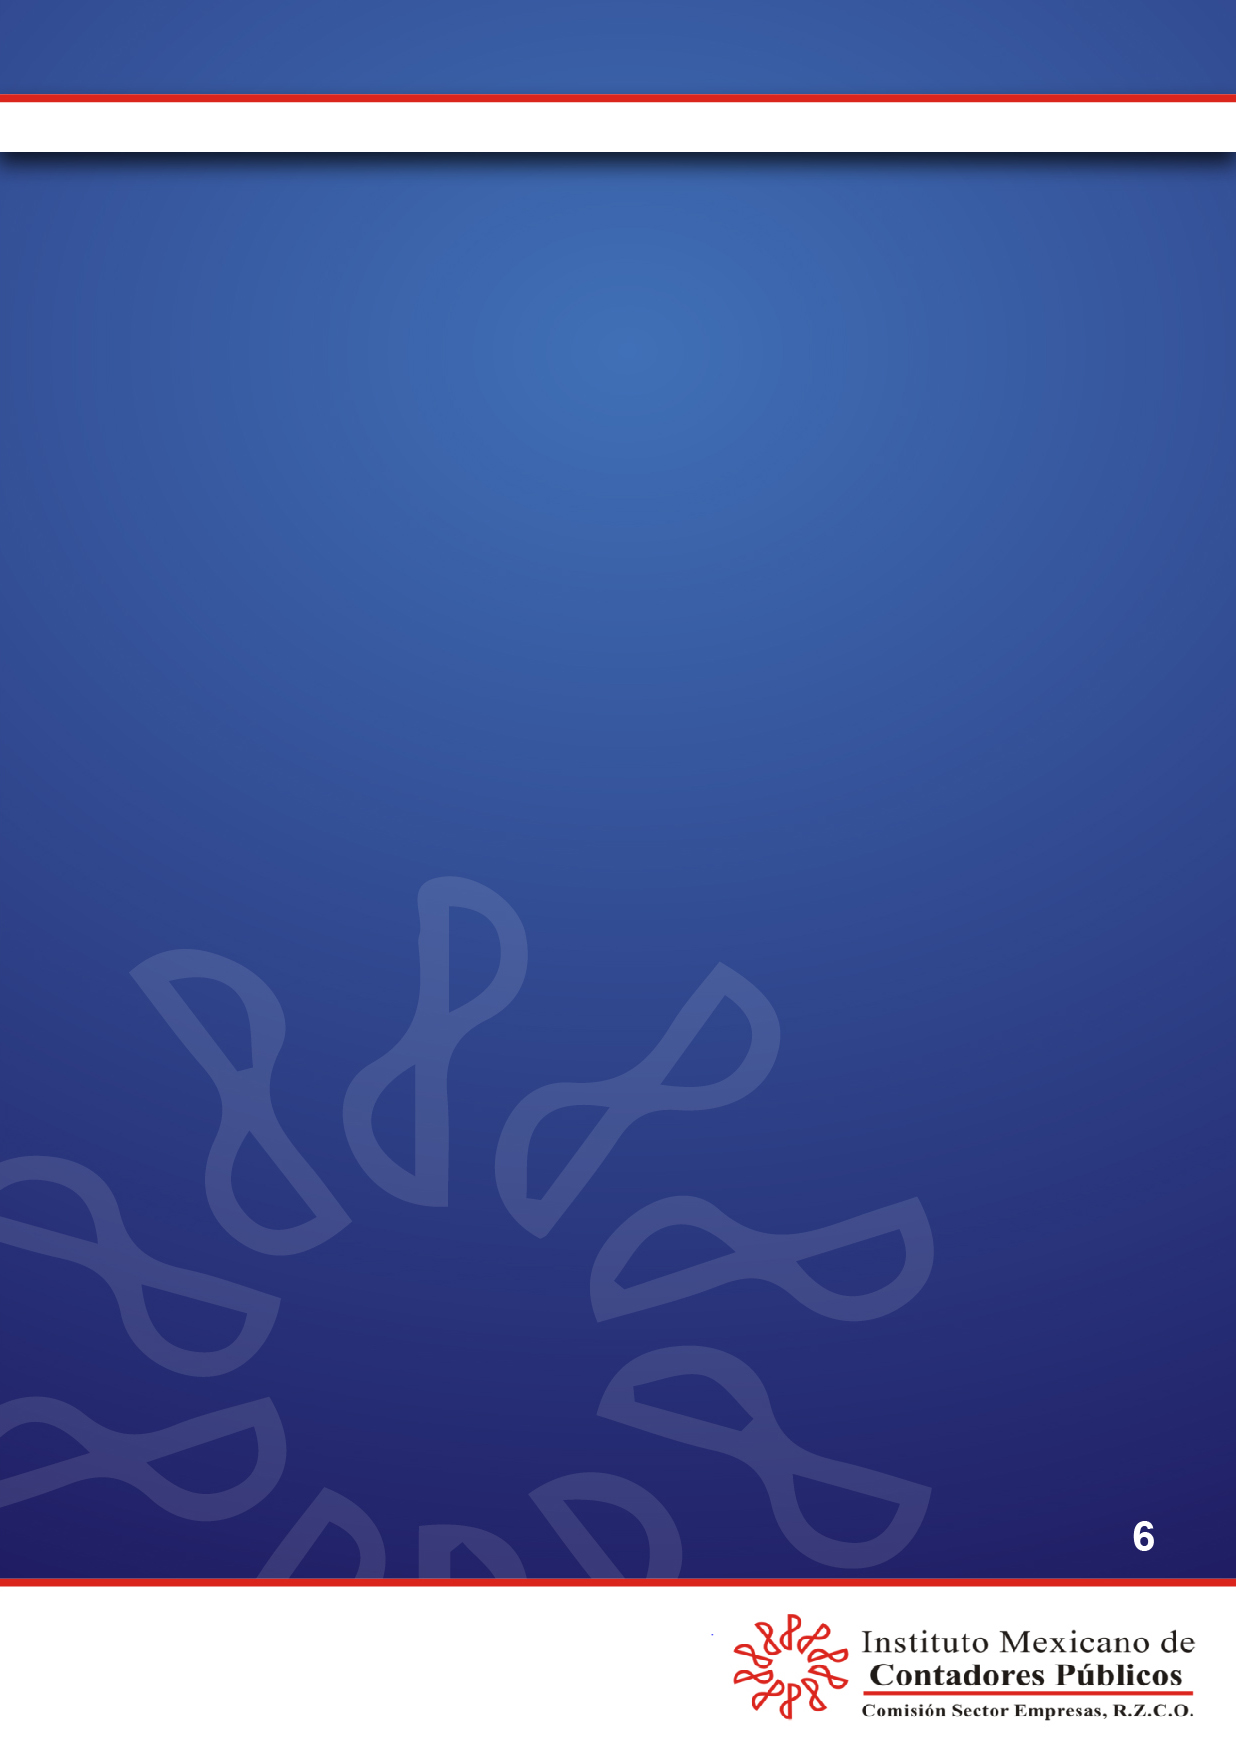 6
Instituto Mexicano de
Contadores Públicos
Comisión Sector Empresas, R.Z.C.O.